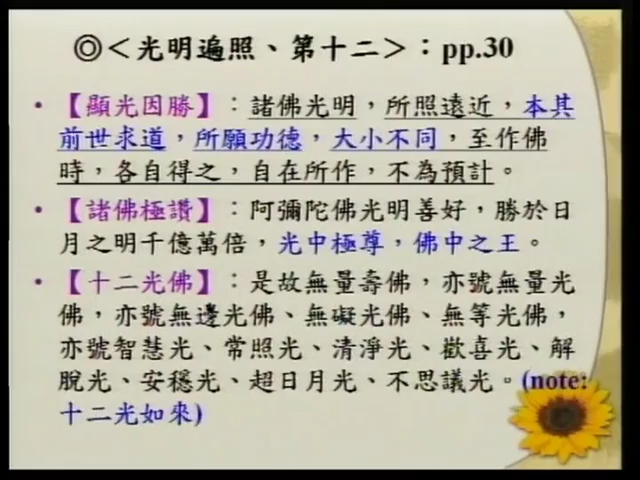 ◎＜光明遍照、第十二＞：pp.30
• 【顯光因勝】：諸佛光明，所照遠近，本其
前世求道，所願功德，大小不同，至作佛
時，各自得之，自在所作，不為預計。
• 【諸佛極讚】：阿彌陀佛光明善好，勝於日
月之明千億萬倍，光中極尊，佛中之王。
• 【十二光佛】：是故無量壽佛，亦號無量光
佛，亦號無邊光佛、無礙光佛、無等光佛，
亦號智慧光、常照光、清淨光、歡喜光、解
脫光、安穩光、超日月光、不思議光。(note:
十二光如來)